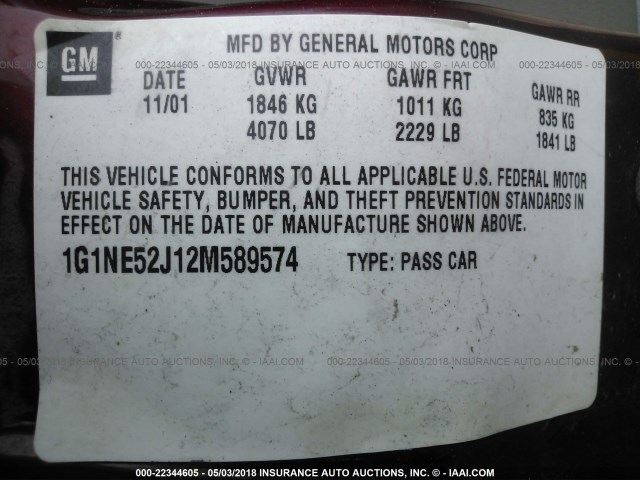 GM ®
MFD BY GENERAL MOTORS CORP
DATE GVWR GAWR FRT GAWR RR
11/01 1846 KG 1011 KG 835 KG
4070 LB 2229 LB 1841 LB
THIS VEHICLE CONFORMS TO ALL APPLICABLE U.S. FEDERAL MOTOR
VEHICLE SAFETY, BUMPER, AND THEFT PREVENTION STANDARDS IN
EFFECT ON THE DATE OF MANUFACTURE SHOWN ABOVE.
1G1NE52J12M589574 TYPE: PASS CAR
000-22344605 - 05/03/2018 INSURANCE AUTO AUCTIONS, INC. - © IAAI.COM